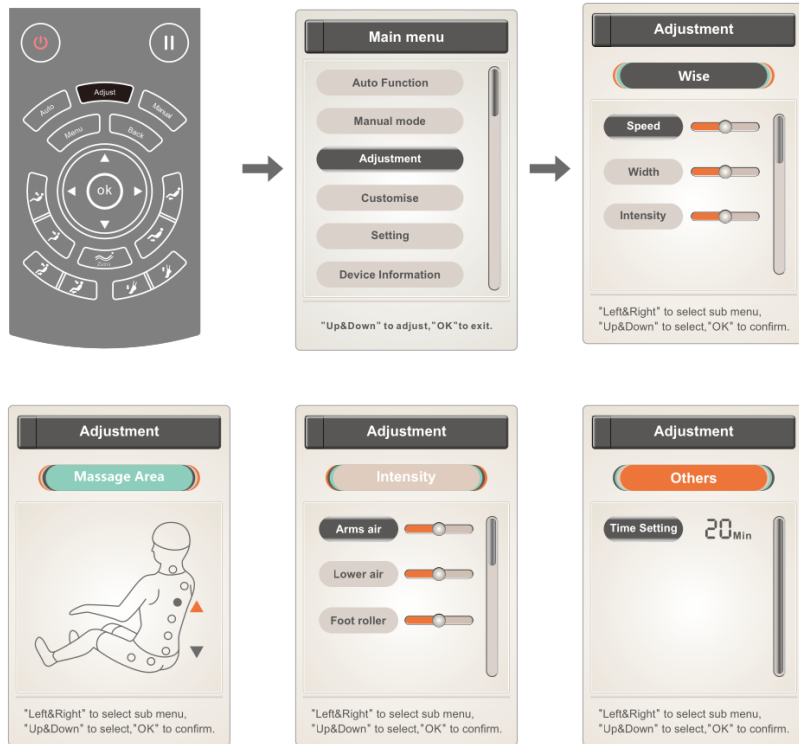 Adjust
Auto
Manual
Menu
Back
ok
Zero
Main menu
Auto Function
Manual mode
Adjustment
Customise
Setting
Device Information
"Up&Down" to adjust,"OK"to exit.
Adjustment
Wise
Speed
Width
Intensity
"Left&Right" to select sub menu,
"Up&Down" to select,"OK" to confirm.
Adjustment
Massage Area
"Left&Right" to select sub menu,
"Up&Down" to select,"OK" to confirm.
Adjustment
Intensity
Arms air
Lower air
Foot roller
"Left&Right" to select sub menu,
"Up&Down" to select,"OK" to confirm.
Adjustment
Others
Time Setting 20Min
"Left&Right" to select sub menu,
"Up&Down" to select,"OK" to confirm.